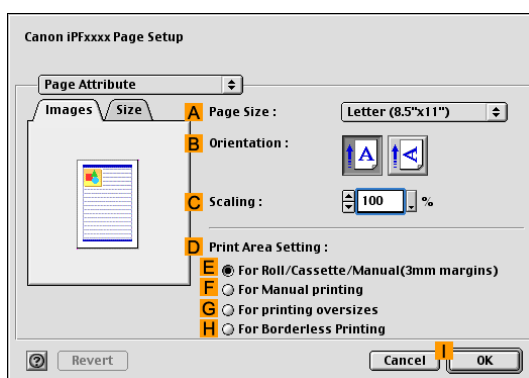 Canon iPFxxxx Page Setup
Page Attribute
Images Size
A Page Size : Letter (8.5"x11")
B Orientation : A A
C Scaling : 100 %
D Print Area Setting :
E For Roll/Cassette/Manual(3mm margins)
F For Manual printing
G For printing oversizes
H For Borderless Printing
? Revert Cancel I OK